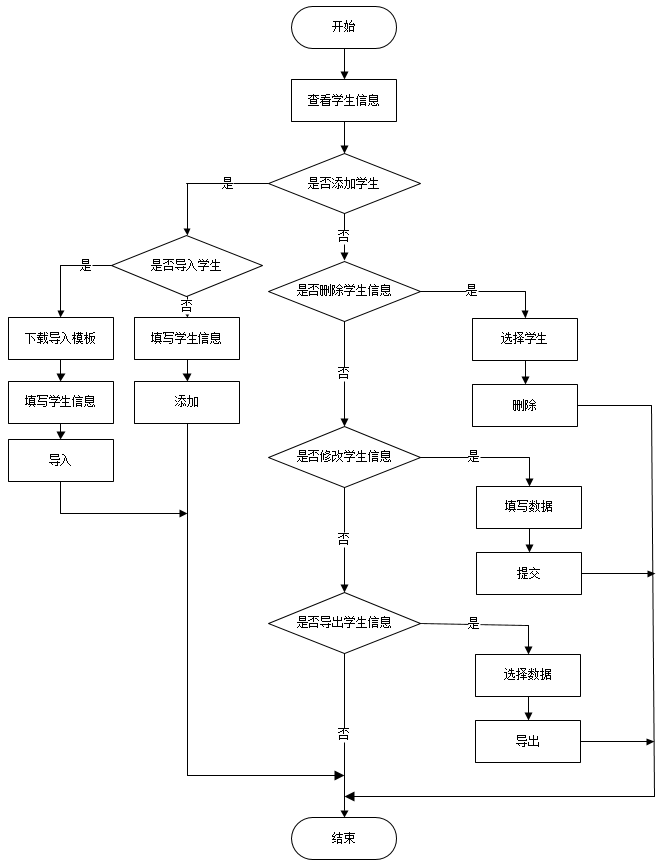 开始
查看学生信息
是否添加学生
是
否
是否导入学生
是
否
是否删除学生信息
是
下载导入模板
填写学生信息
选择学生
填写学生信息
添加
否
删除
导入
是否修改学生信息
是
填写数据
否
提交
是否导出学生信息
是
选择数据
否
导出
结束